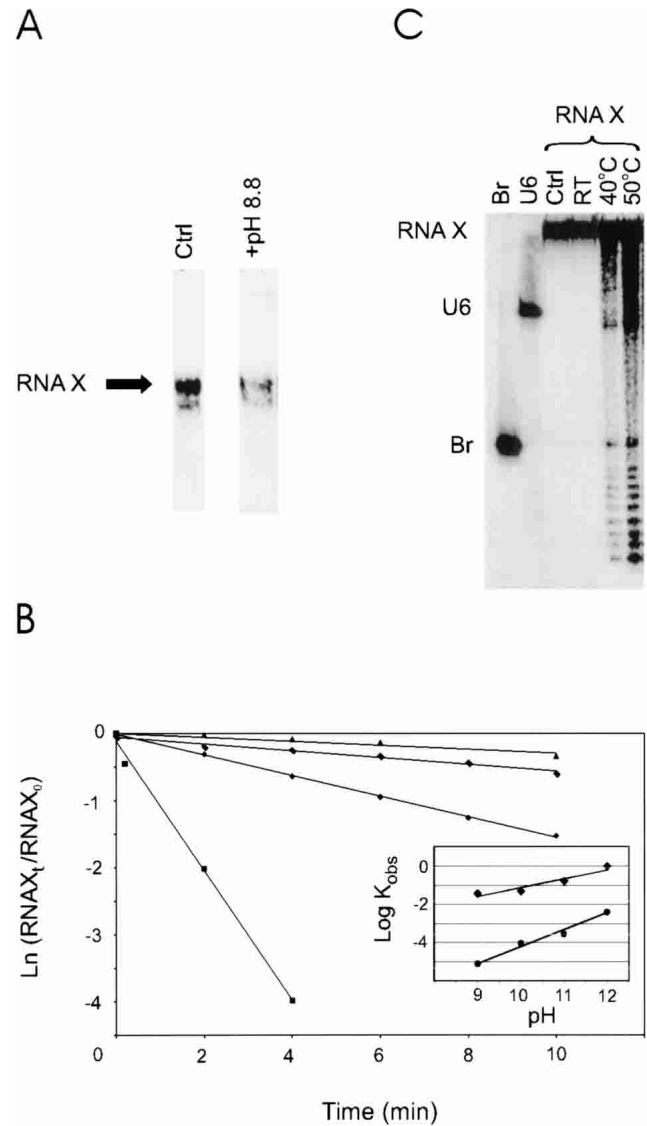 A
Ctrl
+pH 8.8
RNA X
C
RNA X
Br
U6
Ctrl
RT
40°C
50°C
RNA X
U6
Br
B
Ln (RNAXt/RNAX0)
0
-1
-2
-3
-4
0
2
4
6
8
10
Time (min)
Log Kobs
0
-2
-4
9
10
11
12
pH